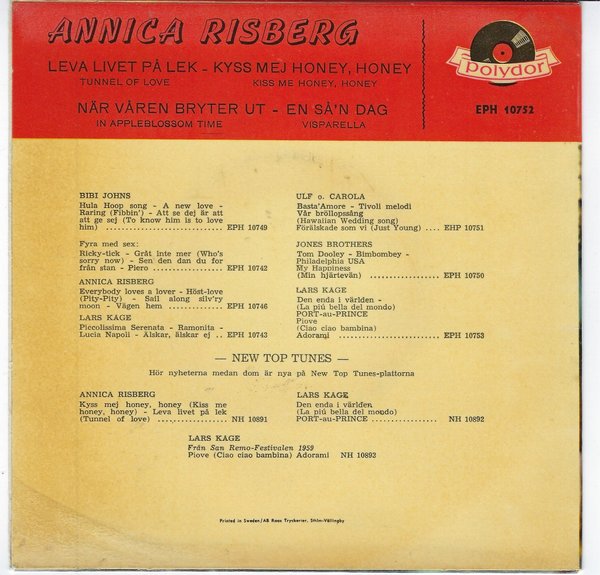 ANNICA RISBERG
LEVA LIVET PÅ LEK - KYSS MEJ HONEY, HONEY
TUNNEL OF LOVE KISS ME HONEY, HONEY
NÄR VÅREN BRYTER UT - EN SÅ'N DAG
IN APPLEBLOSSOM TIME VISPARELLA
polydor
EPH 10752
BIBI JOHNS
Hula Hoop song - A new love -
Raring (Fibbin') - Att se dej är att
att ge sej (To know him is to love
him) .................... EPH 10749
Fyra med sex:
Ricky-tick - Gråt inte mer (Who's
sorry now) - Sen den dan du for
från stan - Piero ............... EPH 10742
ANNICA RISBERG
Everybody loves a lover - Höst-love
(Pity-Pity) - Sail along silv'ry
moon - Vägen hem .......... EPH 10746
LARS KÅGE
Piccolissima Serenata - Ramonita -
Lucia Napoli - Älskar, älskar ej .. EPH 10743
ULF o. CAROLA
Basta'Amore - Tivoli melodi
Vår bröllopssång
(Hawaiian Wedding song)
Förälskade som vi (Just Young) .... EHP 10751
JONES BROTHERS
Tom Dooley - Bimbombey -
Philadelphia USA
My Happiness
(Min hjärtevän) .................. EPH 10750
LARS KÅGE
Den enda i världen -
(La piú bella del mondo)
PORT-au-PRINCE
Piove
(Ciao ciao bambina)
Adorami ........................... EPH 10753
— NEW TOP TUNES —
Hör nyheterna medan dom är nya på New Top Tunes-plattorna
ANNICA RISBERG
Kyss mej honey, honey (Kiss me
honey, honey) - Leva livet på lek
(Tunnel of love) .................. NH 10891
LARS KÅGE
Den enda i världen
(La piú bella del mondo)
PORT-au-PRINCE ................. NH 10892
LARS KÅGE
Från San Remo-Festivalen 1959
Piove (Ciao ciao bambina) Adorami NH 10893
Printed in Sweden/AB Roos Tryckerier, Sthlm-Vällingby